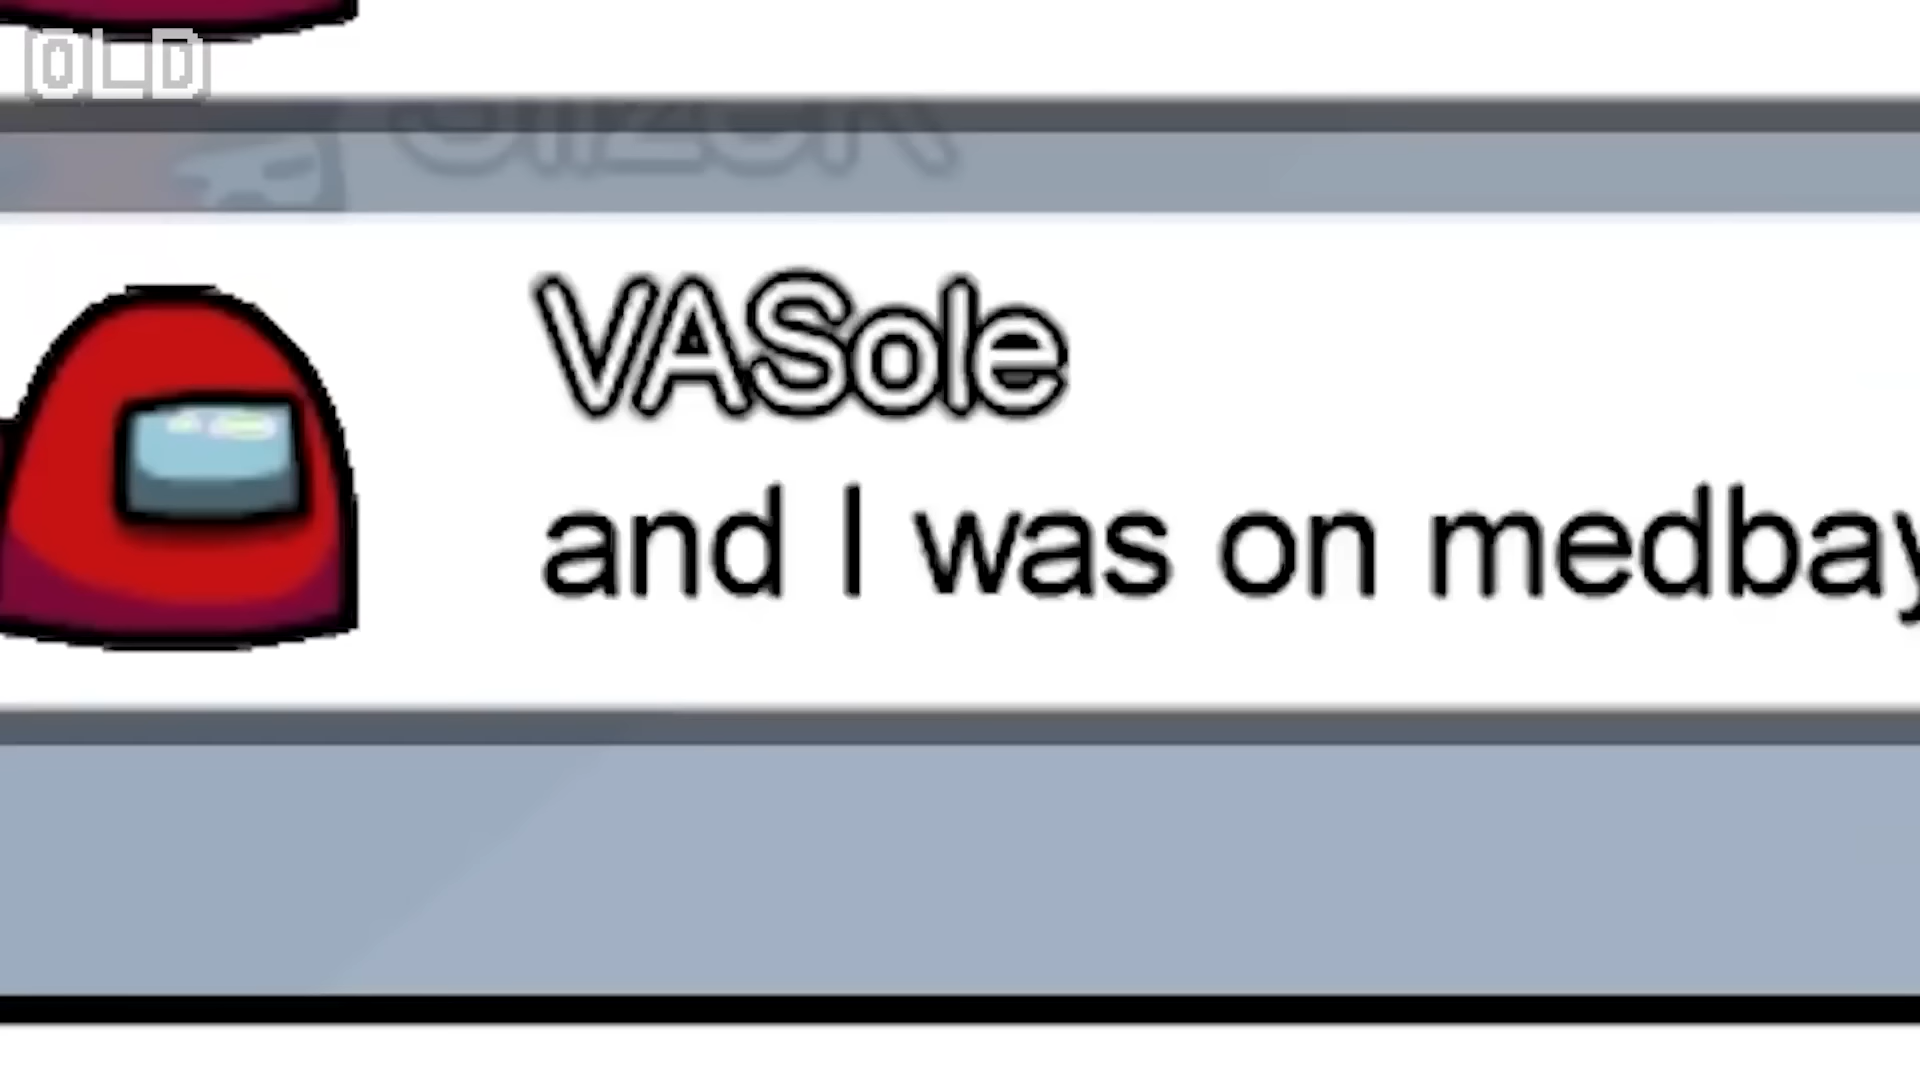 OLD
VASole
and I was on medbay